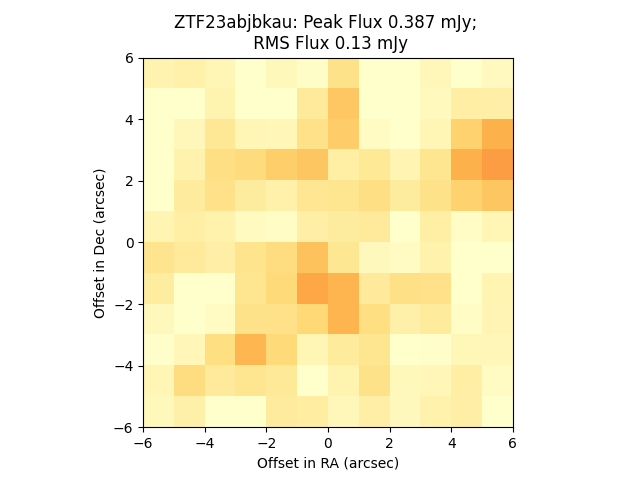 ZTF23abjbkau: Peak Flux 0.387 mJy;
RMS Flux 0.13 mJy
6
4
2
0
−2
−4
−6
Offset in Dec (arcsec)
−6 −4 −2 0 2 4 6
Offset in RA (arcsec)